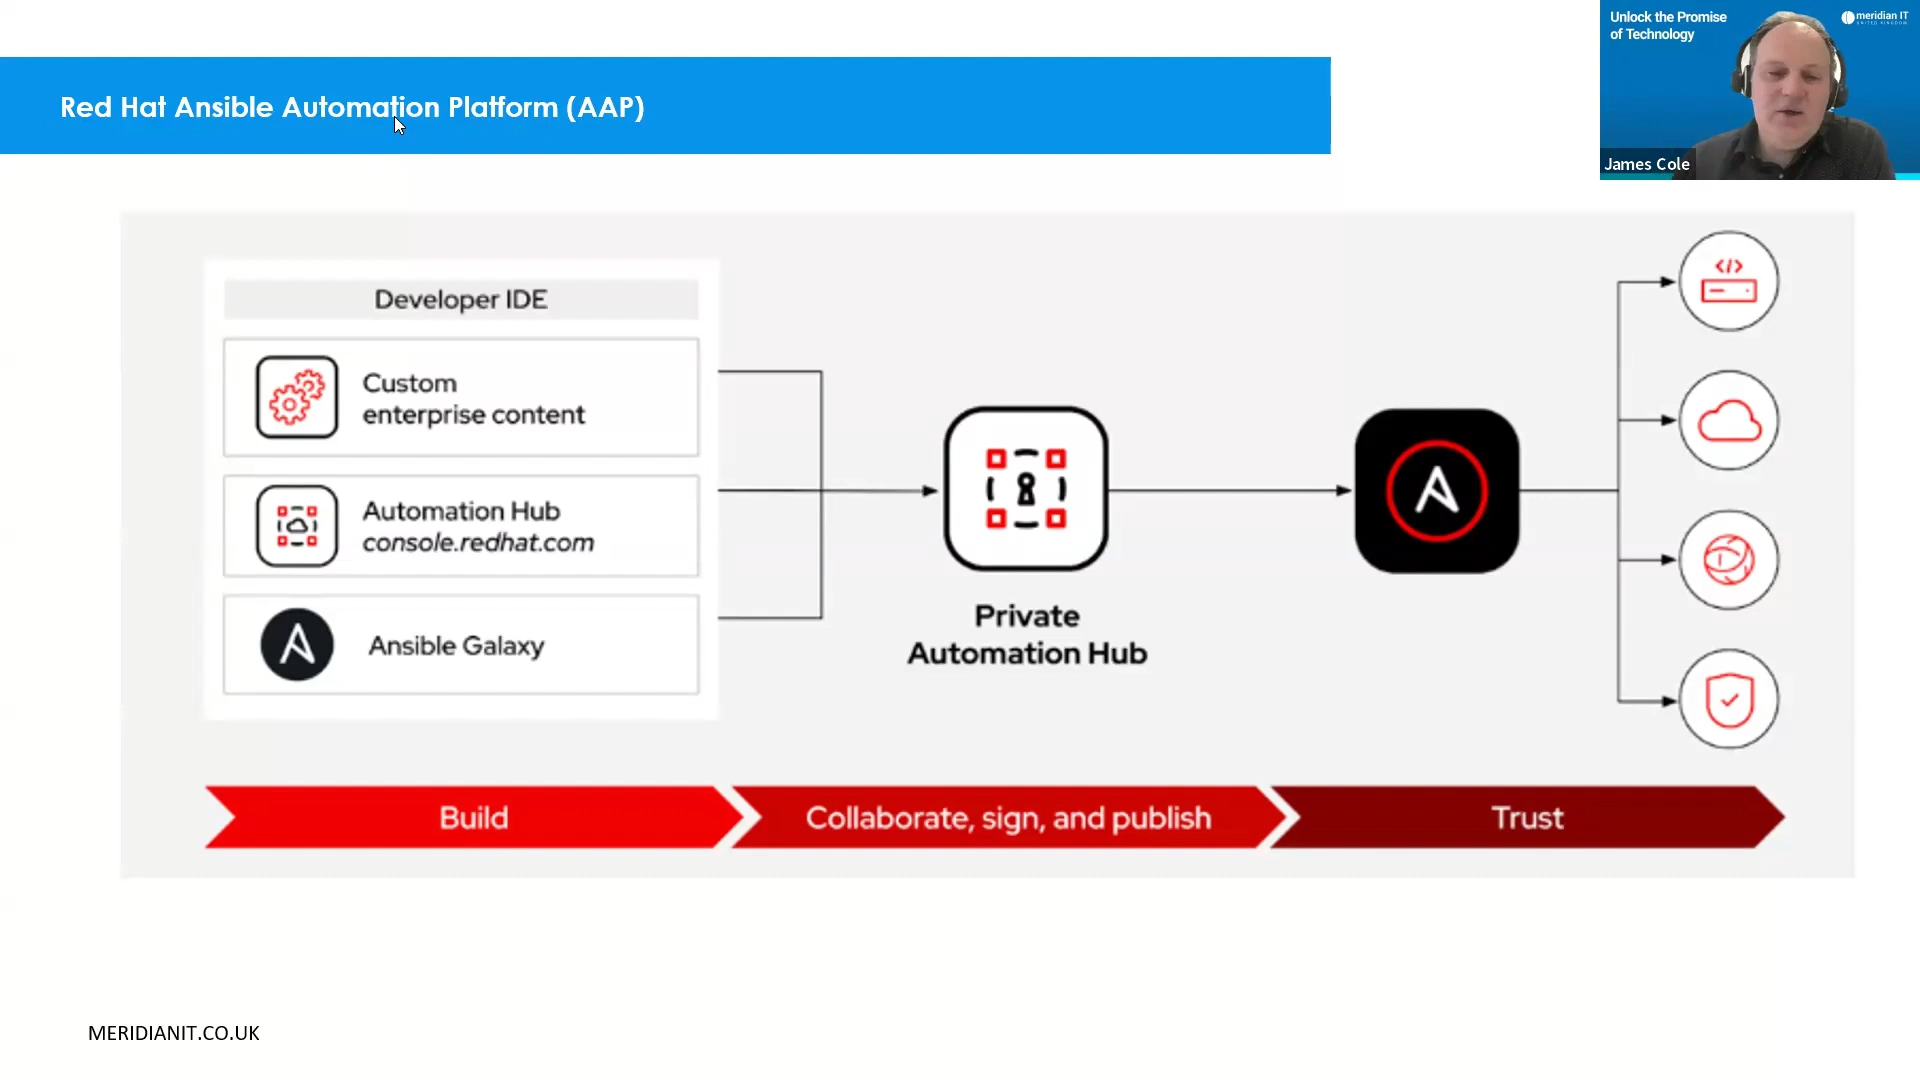 Unlock the Promise
of Technology
meridian IT
UNITED KINGDOM
James Cole
Red Hat Ansible Automation Platform (AAP)
Developer IDE
Custom
enterprise content
Automation Hub
console.redhat.com
Ansible Galaxy
Private
Automation Hub
Build
Collaborate, sign, and publish
Trust
MERIDIANIT.CO.UK